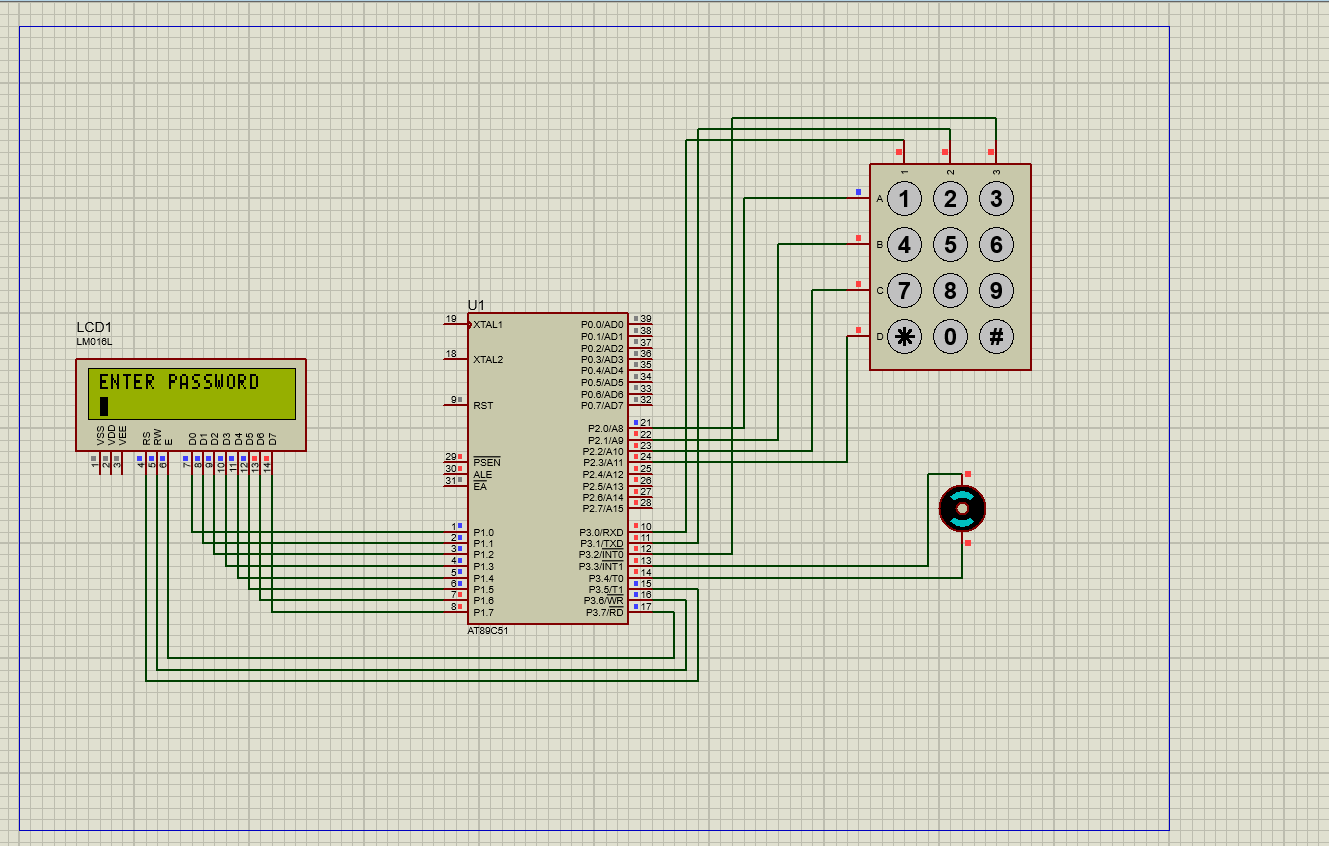 LCD1
LM016L
ENTER PASSWORD
VSS
VDD
VEE
RS
RW
E
D0
D1
D2
D3
D4
D5
D6
D7
1
2
3
4
5
6
7
8
9
10
11
12
13
14
U1
19 XTAL1
18 XTAL2
9 RST
29 PSEN
30 ALE
31 EA
1 P1.0
2 P1.1
3 P1.2
4 P1.3
5 P1.4
6 P1.5
7 P1.6
8 P1.7
P0.0/AD0 39
P0.1/AD1 38
P0.2/AD2 37
P0.3/AD3 36
P0.4/AD4 35
P0.5/AD5 34
P0.6/AD6 33
P0.7/AD7 32
P2.0/A8 21
P2.1/A9 22
P2.2/A10 23
P2.3/A11 24
P2.4/A12 25
P2.5/A13 26
P2.6/A14 27
P2.7/A15 28
P3.0/RXD 10
P3.1/TXD 11
P3.2/INT0 12
P3.3/INT1 13
P3.4/T0 14
P3.5/T1 15
P3.6/WR 16
P3.7/RD 17
AT89C51
1 2 3
A 1 2 3
B 4 5 6
C 7 8 9
D * 0 #